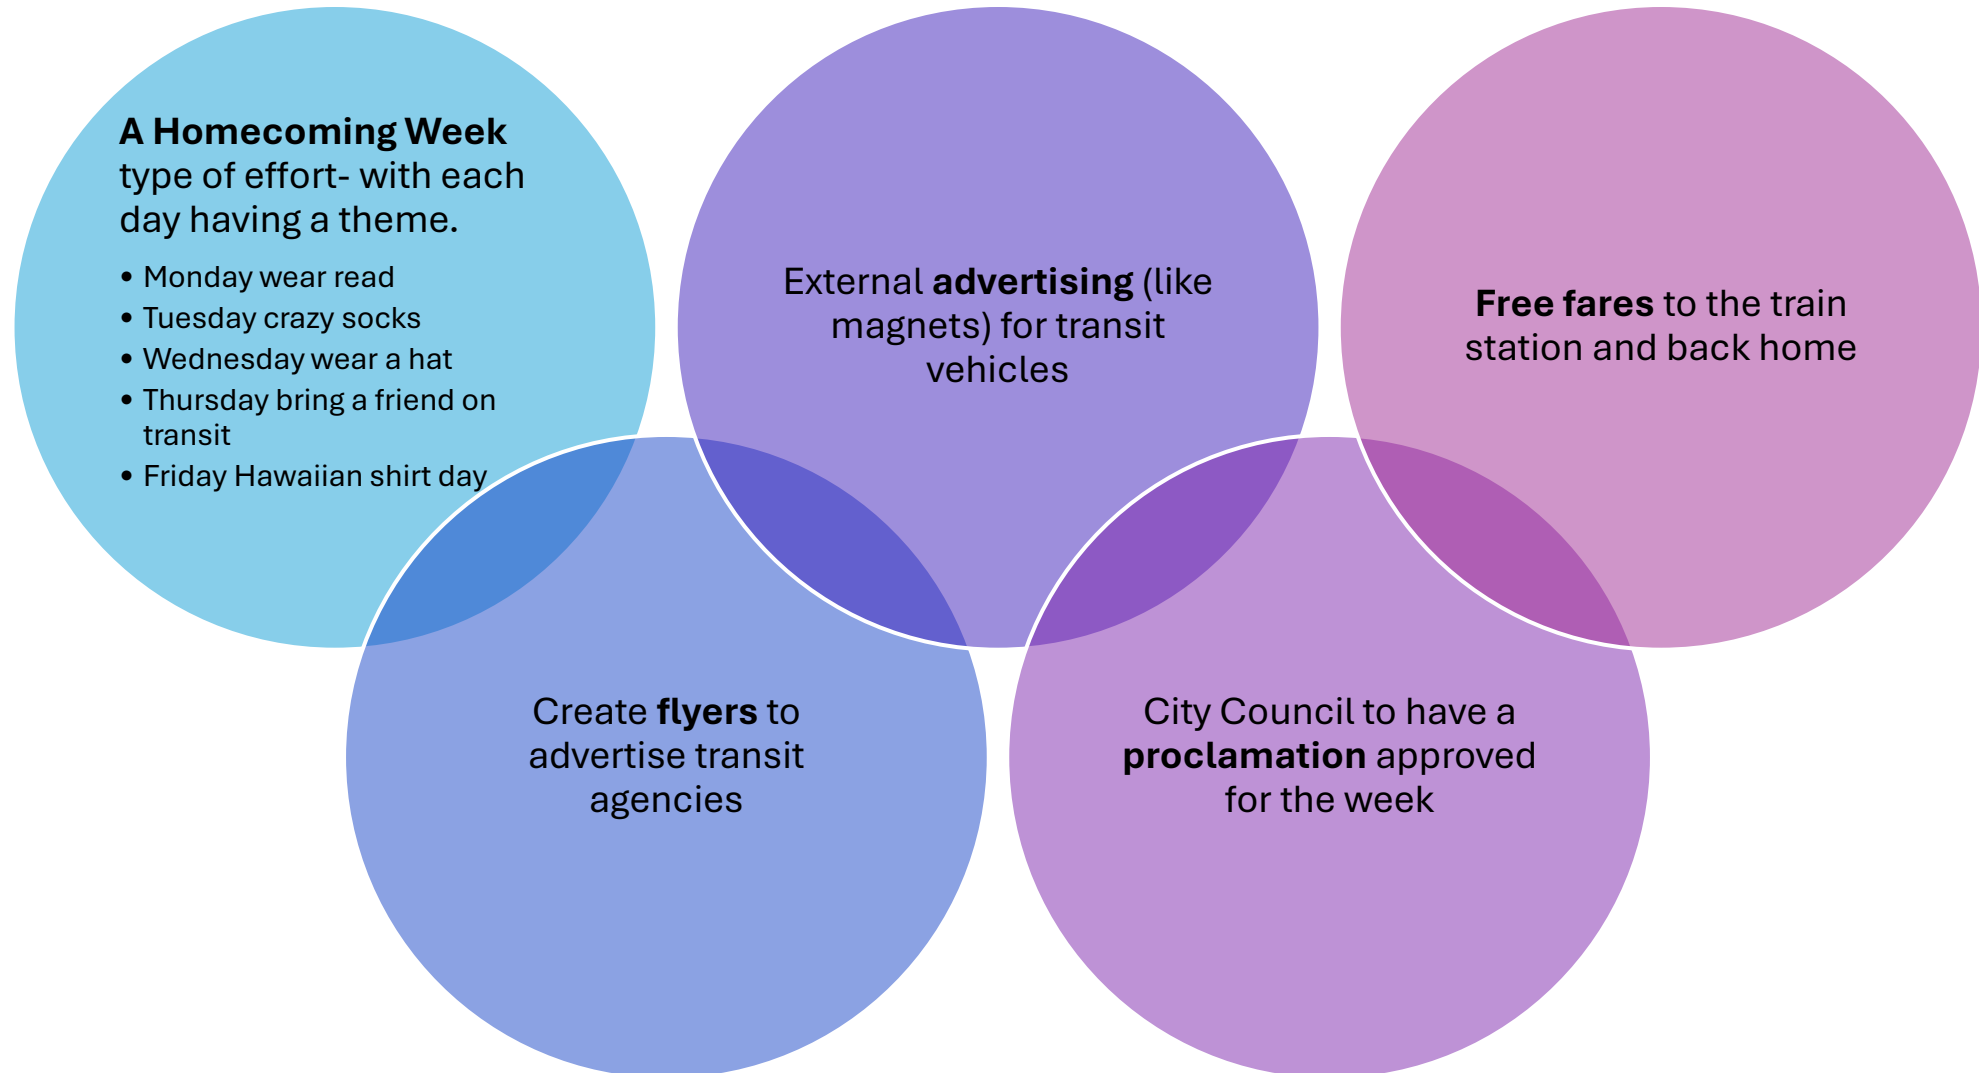 A Homecoming Week
type of effort- with each
day having a theme.
• Monday wear read
• Tuesday crazy socks
• Wednesday wear a hat
• Thursday bring a friend on
transit
• Friday Hawaiian shirt day
Create flyers to
advertise transit
agencies
External advertising (like
magnets) for transit
vehicles
City Council to have a
proclamation approved
for the week
Free fares to the train
station and back home